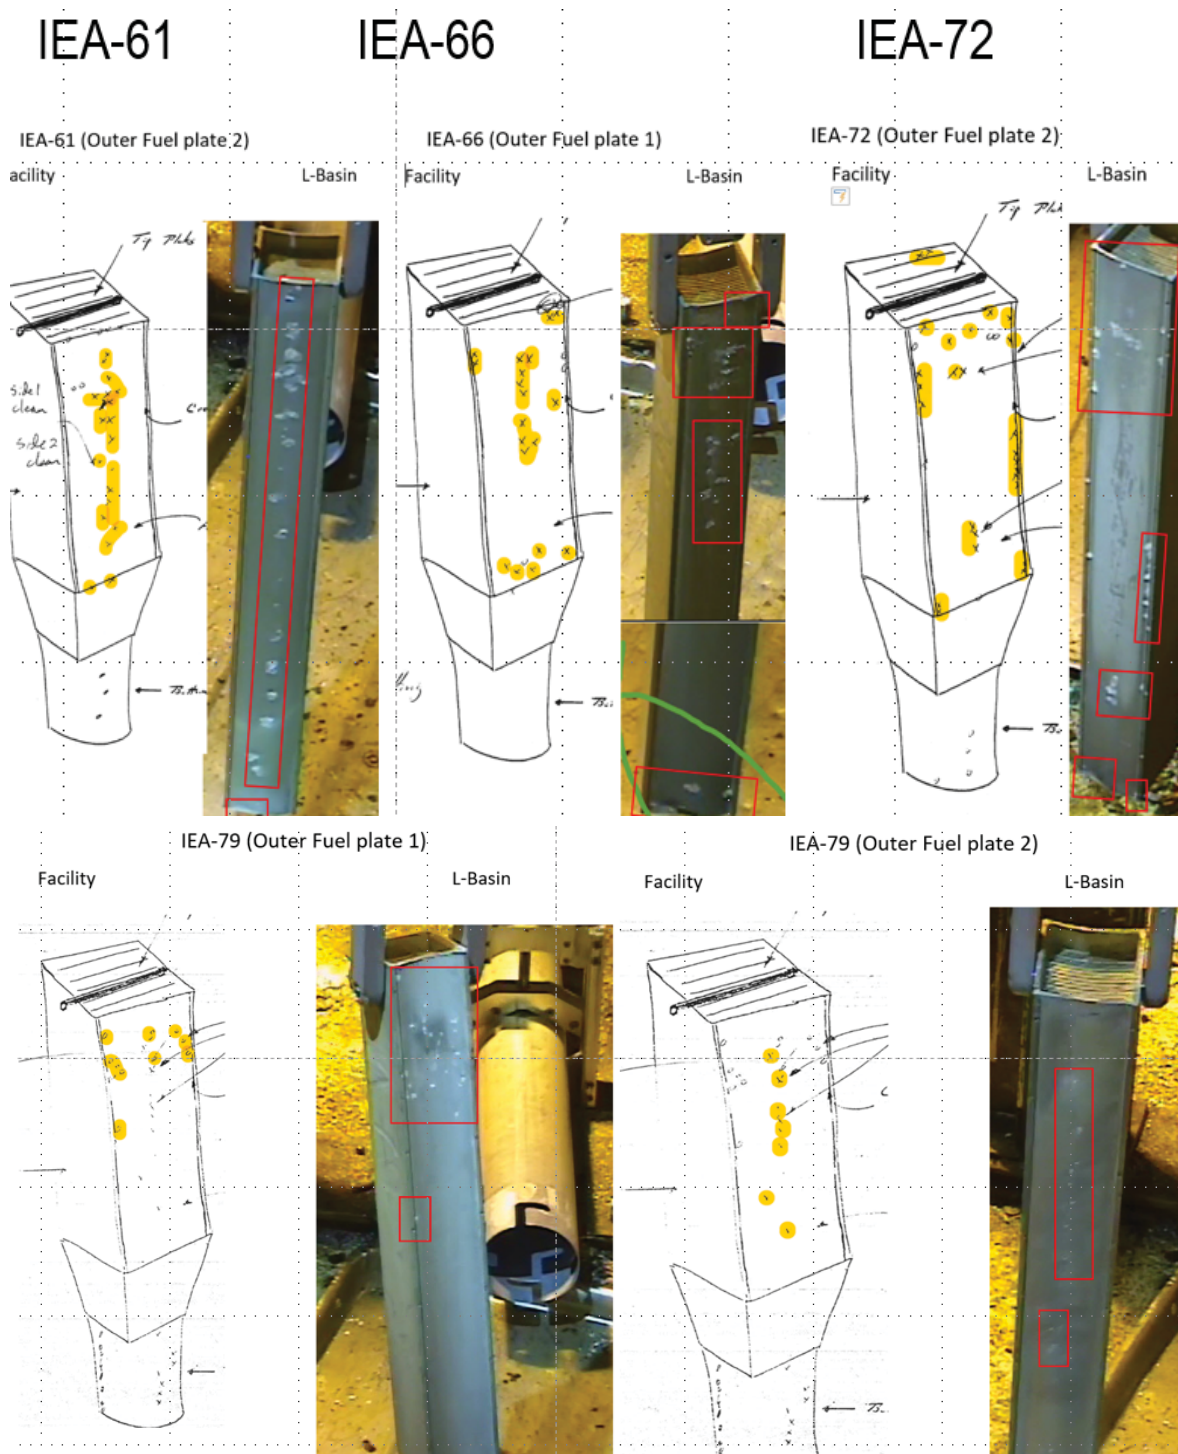 IEA-61
IEA-66
IEA-72
IEA-61 (Outer Fuel plate 2)
acility
L-Basin
IEA-66 (Outer Fuel plate 1)
Facility
L-Basin
IEA-72 (Outer Fuel plate 2)
Facility
L-Basin
Tip
side 1
clean
side 2
clean
Tip
IEA-79 (Outer Fuel plate 1)
Facility
L-Basin
IEA-79 (Outer Fuel plate 2)
Facility
L-Basin